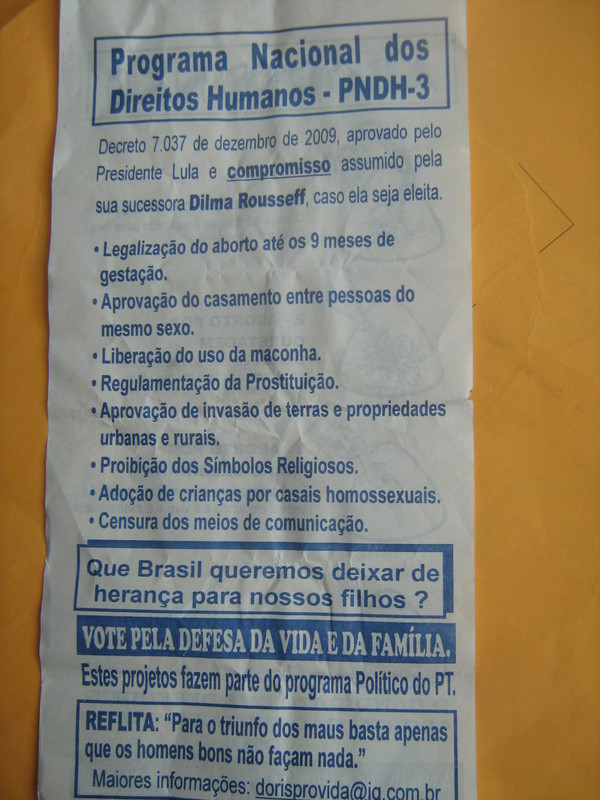 Programa Nacional dos
Direitos Humanos - PNDH-3
Decreto 7.037 de dezembro de 2009, aprovado pelo
Presidente Lula e compromisso assumido pela
sua sucessora Dilma Rousseff, caso ela seja eleita.
• Legalização do aborto até os 9 meses de
gestação.
• Aprovação do casamento entre pessoas do
mesmo sexo.
• Liberação do uso da maconha.
• Regulamentação da Prostituição.
• Aprovação de invasão de terras e propriedades
urbanas e rurais.
• Proibição dos Símbolos Religiosos.
• Adoção de crianças por casais homossexuais.
• Censura dos meios de comunicação.
Que Brasil queremos deixar de
herança para nossos filhos ?
VOTE PELA DEFESA DA VIDA E DA FAMÍLIA.
Estes projetos fazem parte do programa Político do PT.
REFLITA: “Para o triunfo dos maus basta apenas
que os homens bons não façam nada.”
Maiores informações: dorisprovida@ig.com.br